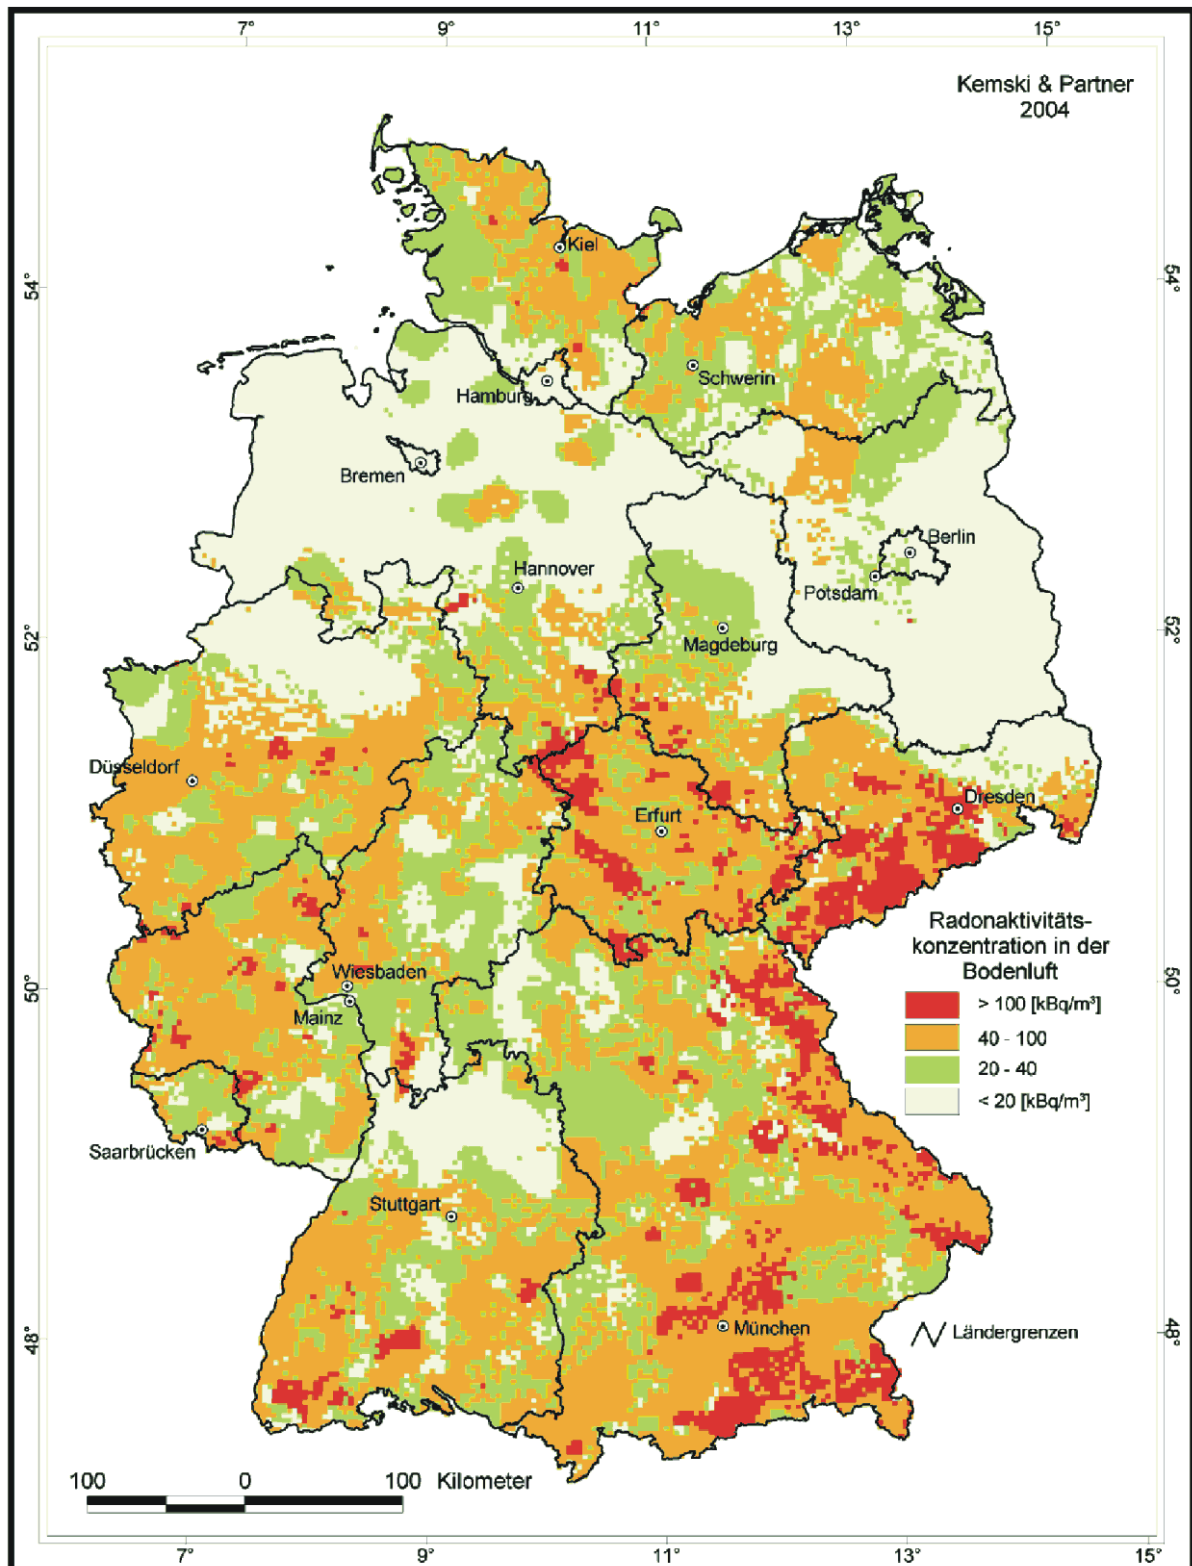 7° 9° 11° 13° 15°
Kemski & Partner
2004
54°
54°
Kiel
Schwerin
Hamburg
Bremen
Berlin
Hannover
Potsdam
52°
52°
Magdeburg
Düsseldorf
Dresden
Erfurt
Radonaktivitäts-
konzentration in der
Bodenluft
> 100 [kBq/m³]
40 - 100
20 - 40
< 20 [kBq/m³]
50°
50°
Wiesbaden
Mainz
Saarbrücken
Stuttgart
München
48°
48°
Ländergrenzen
100 0 100 Kilometer
7° 9° 11° 13° 15°